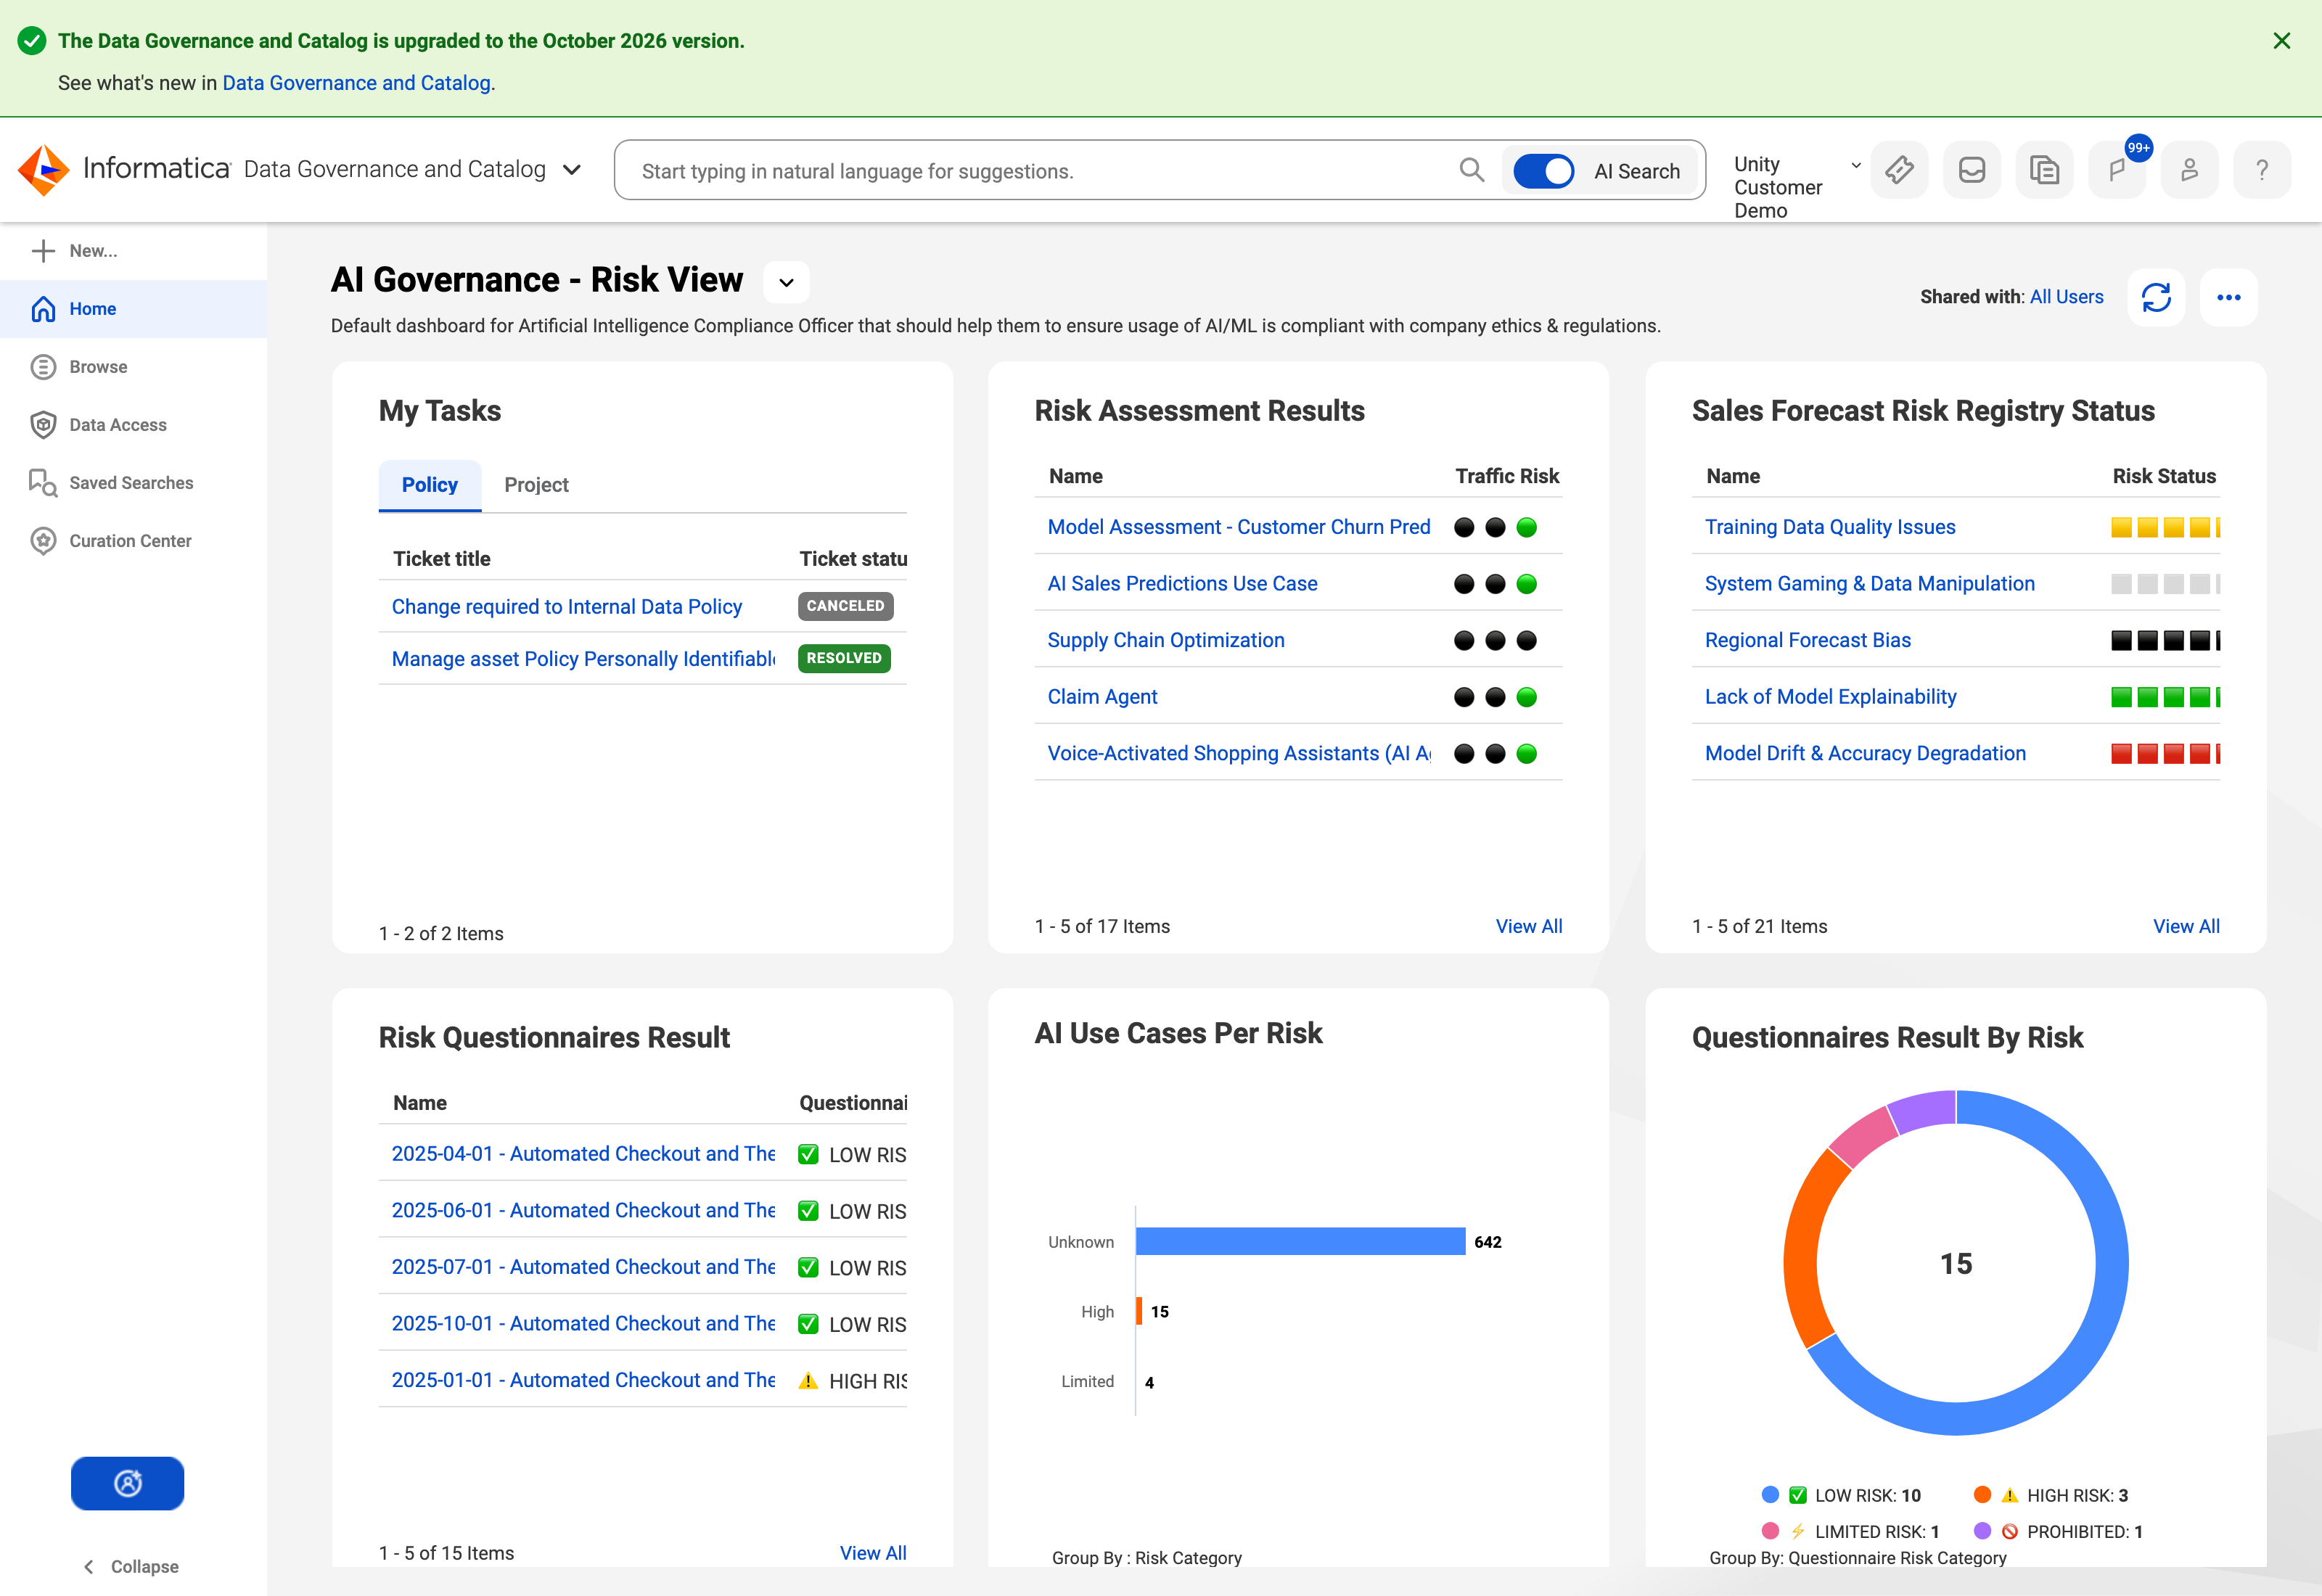 The Data Governance and Catalog is upgraded to the October 2026 version.
See what's new in Data Governance and Catalog.
Informatica Data Governance and Catalog
Start typing in natural language for suggestions.
AI Search
Unity
Customer
Demo
99+
?
New...
Home
Browse
Data Access
Saved Searches
Curation Center
Collapse
AI Governance - Risk View
Default dashboard for Artificial Intelligence Compliance Officer that should help them to ensure usage of AI/ML is compliant with company ethics & regulations.
Shared with: All Users
My Tasks
Policy Project
Ticket title Ticket statu
Change required to Internal Data Policy CANCELED
Manage asset Policy Personally Identifiable RESOLVED
1 - 2 of 2 Items
Risk Assessment Results
Name Traffic Risk
Model Assessment - Customer Churn Pred
AI Sales Predictions Use Case
Supply Chain Optimization
Claim Agent
Voice-Activated Shopping Assistants (AI Ag
1 - 5 of 17 Items View All
Sales Forecast Risk Registry Status
Name Risk Status
Training Data Quality Issues
System Gaming & Data Manipulation
Regional Forecast Bias
Lack of Model Explainability
Model Drift & Accuracy Degradation
1 - 5 of 21 Items View All
Risk Questionnaires Result
Name Questionnai
2025-04-01 - Automated Checkout and The LOW RIS
2025-06-01 - Automated Checkout and The LOW RIS
2025-07-01 - Automated Checkout and The LOW RIS
2025-10-01 - Automated Checkout and The LOW RIS
2025-01-01 - Automated Checkout and The HIGH RIS
1 - 5 of 15 Items View All
AI Use Cases Per Risk
Unknown 642
High 15
Limited 4
Group By : Risk Category
Questionnaires Result By Risk
15
LOW RISK: 10 HIGH RISK: 3
LIMITED RISK: 1 PROHIBITED: 1
Group By: Questionnaire Risk Category